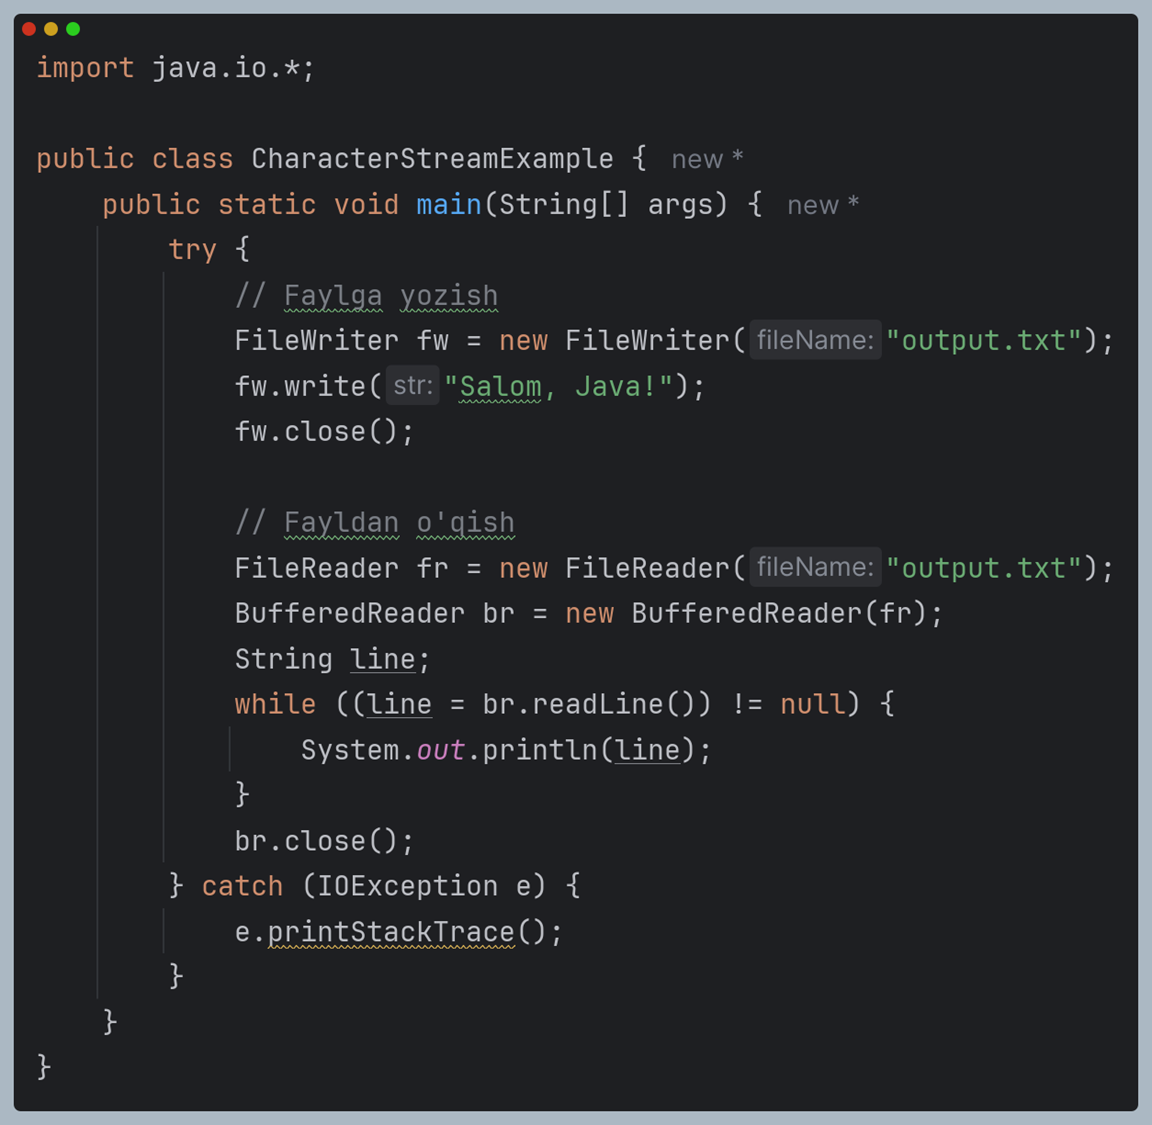 import java.io.*;
public class CharacterStreamExample { new *
public static void main(String[] args) { new *
try {
// Faylga yozish
FileWriter fw = new FileWriter( fileName: "output.txt");
fw.write( str: "Salom, Java!");
fw.close();
// Fayldan o'qish
FileReader fr = new FileReader( fileName: "output.txt");
BufferedReader br = new BufferedReader(fr);
String line;
while ((line = br.readLine()) != null) {
System.out.println(line);
}
br.close();
} catch (IOException e) {
e.printStackTrace();
}
}
}